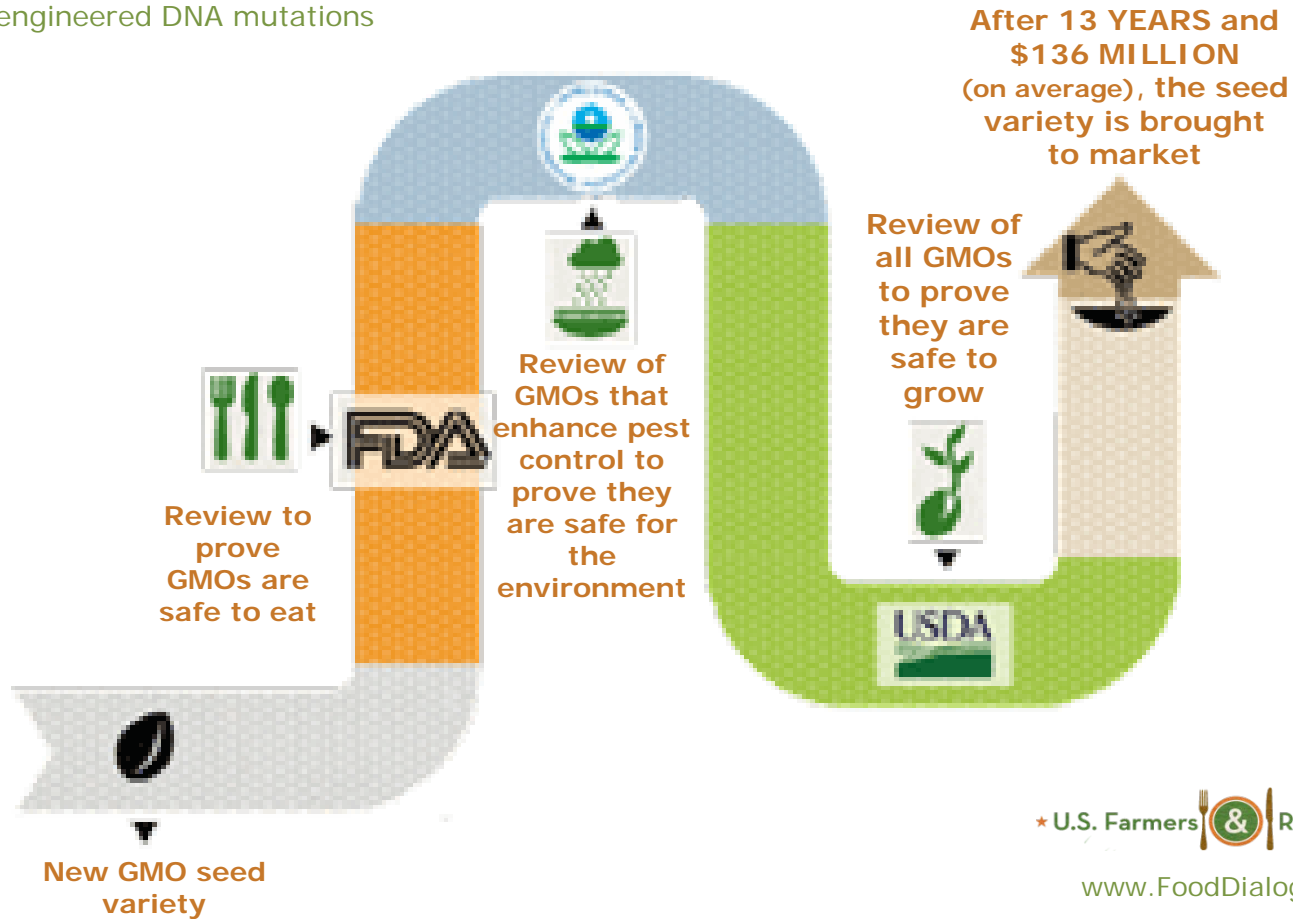 engineered DNA mutations
After 13 YEARS and
$136 MILLION
(on average), the seed
variety is brought
to market
Review of
all GMOs
to prove
they are
safe to
grow
Review of
GMOs that
enhance pest
control to
prove they
are safe for
the
environment
FDA
Review to
prove
GMOs are
safe to eat
USDA
New GMO seed
variety
U.S. Farmers & R
www.FoodDialog